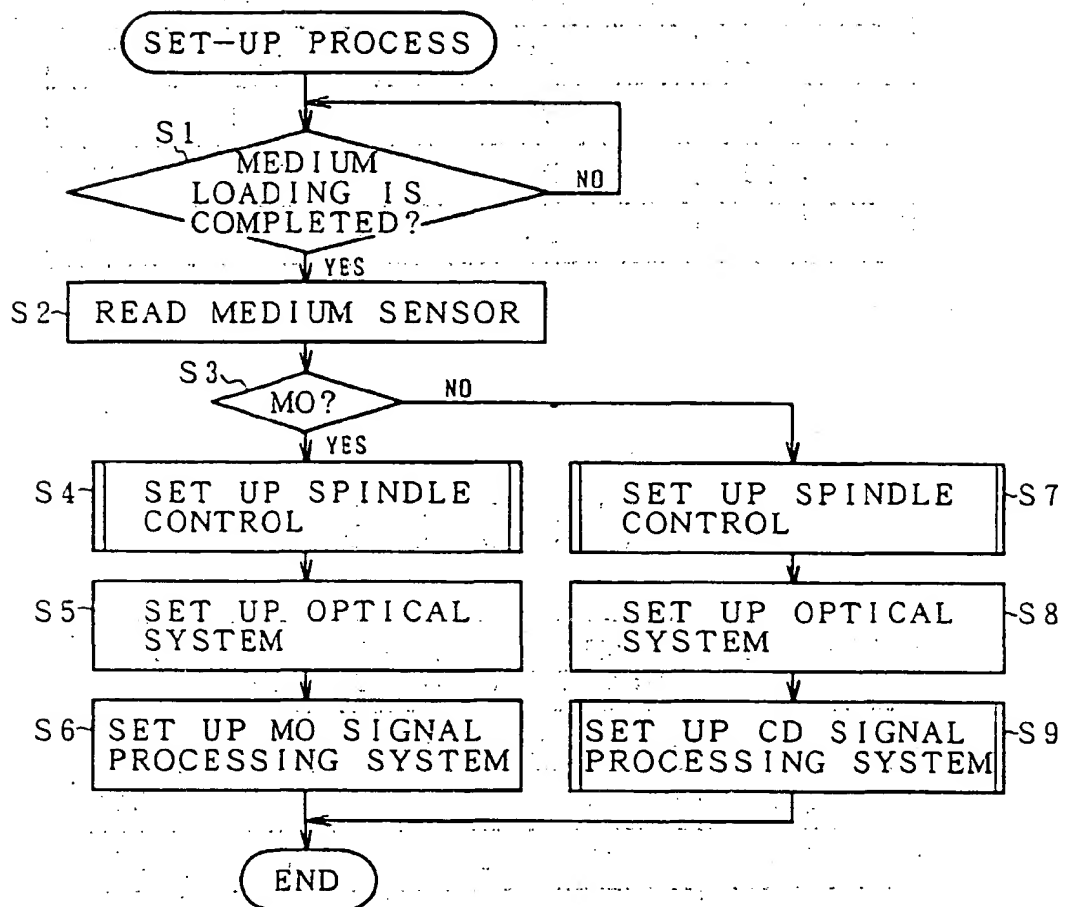 SET-UP PROCESS
S1
MEDIUM
LOADING IS
COMPLETED?
NO
YES
S2
READ MEDIUM SENSOR
S3
MO?
NO
YES
S4
SET UP SPINDLE
CONTROL
SET UP SPINDLE
CONTROL
S7
S5
SET UP OPTICAL
SYSTEM
SET UP OPTICAL
SYSTEM
S8
S6
SET UP MO SIGNAL
PROCESSING SYSTEM
SET UP CD SIGNAL
PROCESSING SYSTEM
S9
END